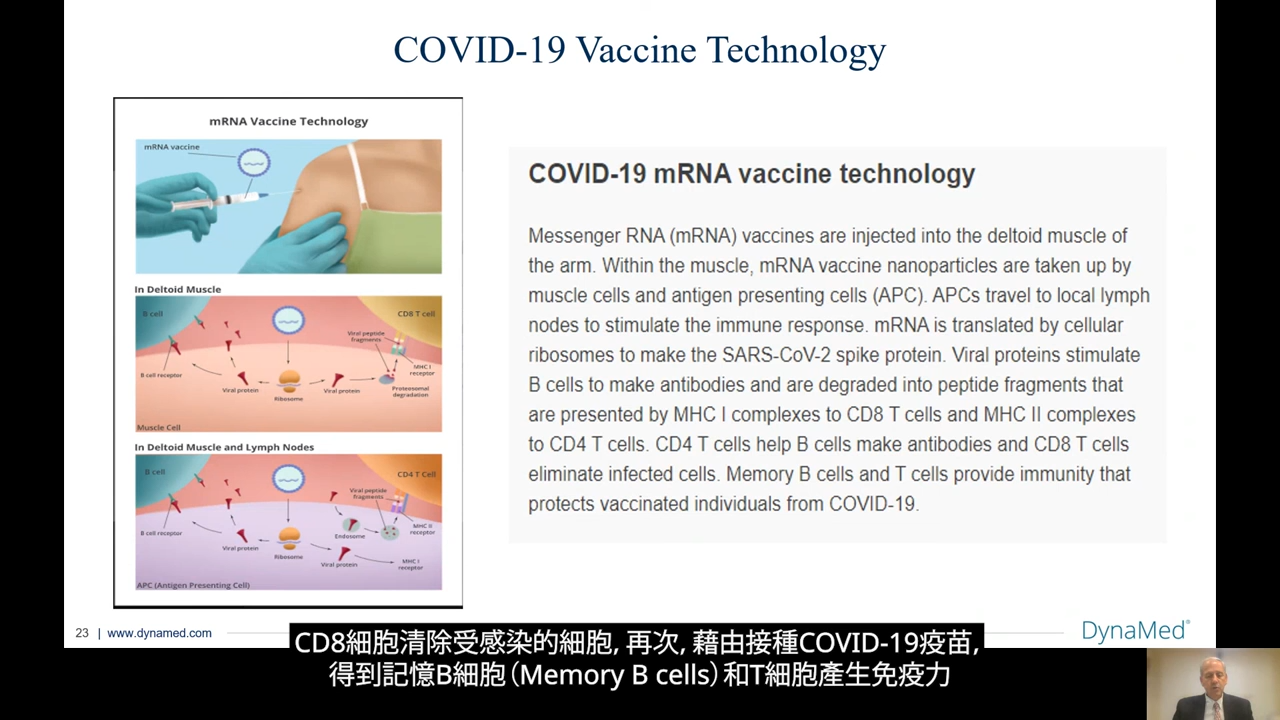 COVID-19 Vaccine Technology
mRNA Vaccine Technology
mRNA vaccine
In Deltoid Muscle
B cell
CD8 T cell
Viral peptide
fragments
MHC I
receptor
B cell receptor
Viral protein
Ribosome
Viral protein
Proteesomal
degradation
Muscle Cell
In Deltoid Muscle and Lymph Nodes
B cell
CD4 T Cell
Viral peptide
fragments
MHC II
receptor
B cell receptor
Endosome
Viral protein
Ribosome
Viral protein
MHC I
receptor
APC (Antigen Presenting Cell)
COVID-19 mRNA vaccine technology
Messenger RNA (mRNA) vaccines are injected into the deltoid muscle of
the arm. Within the muscle, mRNA vaccine nanoparticles are taken up by
muscle cells and antigen presenting cells (APC). APCs travel to local lymph
nodes to stimulate the immune response. mRNA is translated by cellular
ribosomes to make the SARS-CoV-2 spike protein. Viral proteins stimulate
B cells to make antibodies and are degraded into peptide fragments that
are presented by MHC I complexes to CD8 T cells and MHC II complexes
to CD4 T cells. CD4 T cells help B cells make antibodies and CD8 T cells
eliminate infected cells. Memory B cells and T cells provide immunity that
protects vaccinated individuals from COVID-19.
23 | www.dynamed.com
DynaMed®
CD8細胞清除受感染的細胞, 再次, 藉由接種COVID-19疫苗,
得到記憶B細胞（Memory B cells）和T細胞產生免疫力